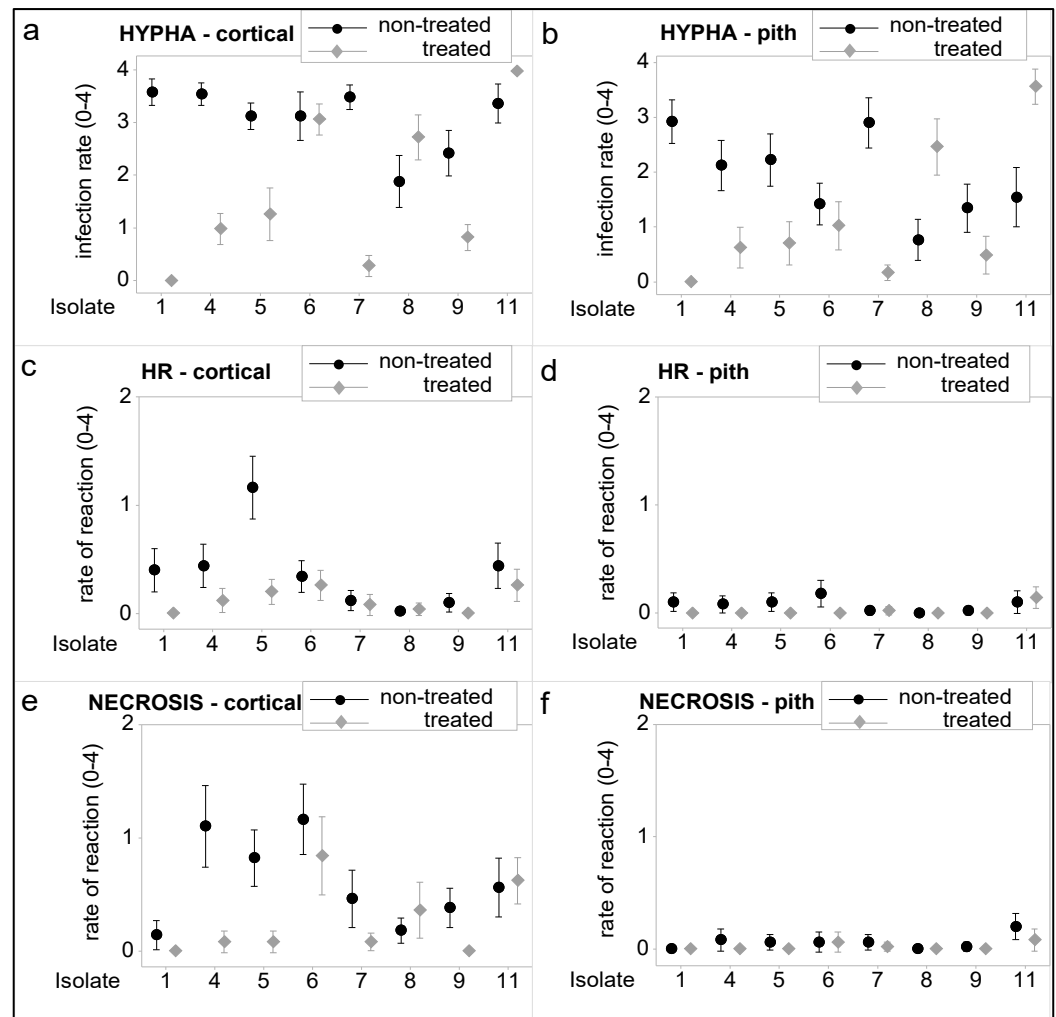 a
HYPHA - cortical
non-treated
treated
infection rate (0-4)
4
3
2
1
0
Isolate 1 4 5 6 7 8 9 11
b
HYPHA - pith
non-treated
treated
infection rate (0-4)
4
3
2
1
0
1 4 5 6 7 8 9 11
c
HR - cortical
non-treated
treated
rate of reaction (0-4)
2
1
0
Isolate 1 4 5 6 7 8 9 11
d
HR - pith
non-treated
treated
rate of reaction (0-4)
2
1
0
1 4 5 6 7 8 9 11
e
NECROSIS - cortical
non-treated
treated
rate of reaction (0-4)
2
1
0
Isolate 1 4 5 6 7 8 9 11
f
NECROSIS - pith
non-treated
treated
rate of reaction (0-4)
2
1
0
Isolate 1 4 5 6 7 8 9 11